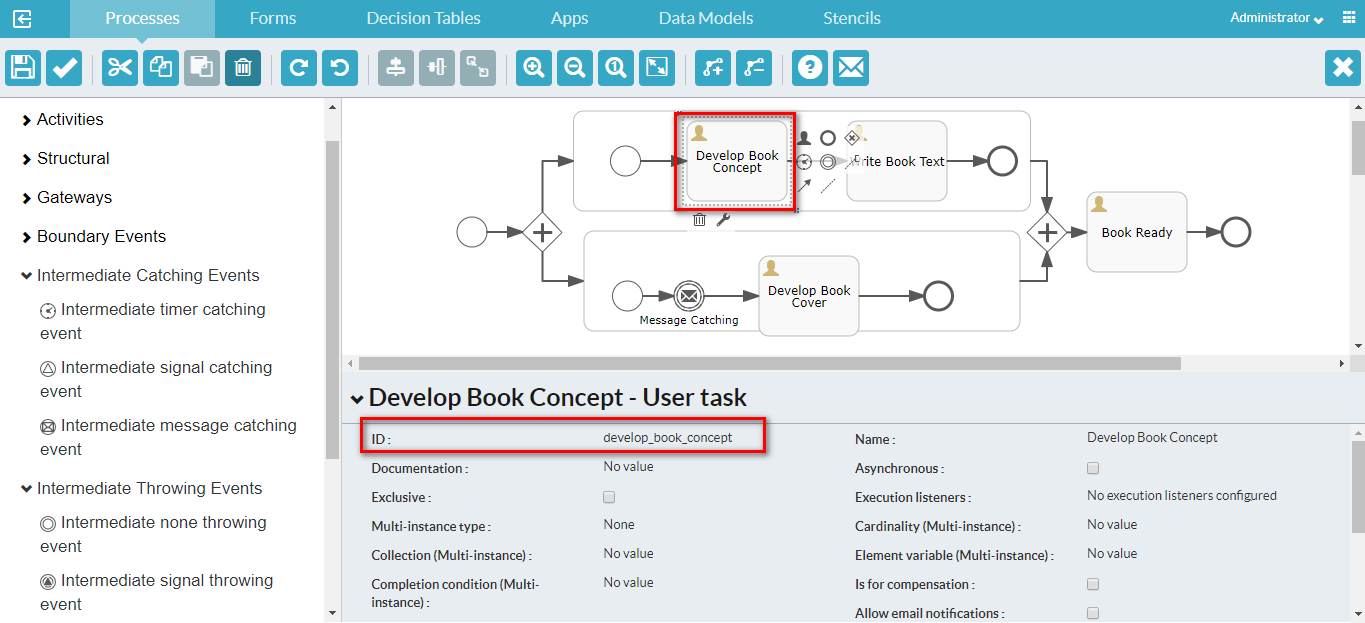 Processes
Forms
Decision Tables
Apps
Data Models
Stencils
Administrator
Activities
Structural
Gateways
Boundary Events
Intermediate Catching Events
Intermediate timer catching
event
Intermediate signal catching
event
Intermediate message catching
event
Intermediate Throwing Events
Intermediate none throwing
event
Intermediate signal throwing
event
Develop Book
Concept
Write Book Text
Book Ready
Develop Book
Cover
Message Catching
Develop Book Concept - User task
ID : develop_book_concept
Name : Develop Book Concept
Documentation : No value
Asynchronous :
Exclusive :
Execution listeners : No execution listeners configured
Multi-instance type : None
Cardinality (Multi-instance) : No value
Collection (Multi-instance) : No value
Element variable (Multi-instance) : No value
Completion condition (Multi-
instance) : No value
Is for compensation :
Allow email notifications :